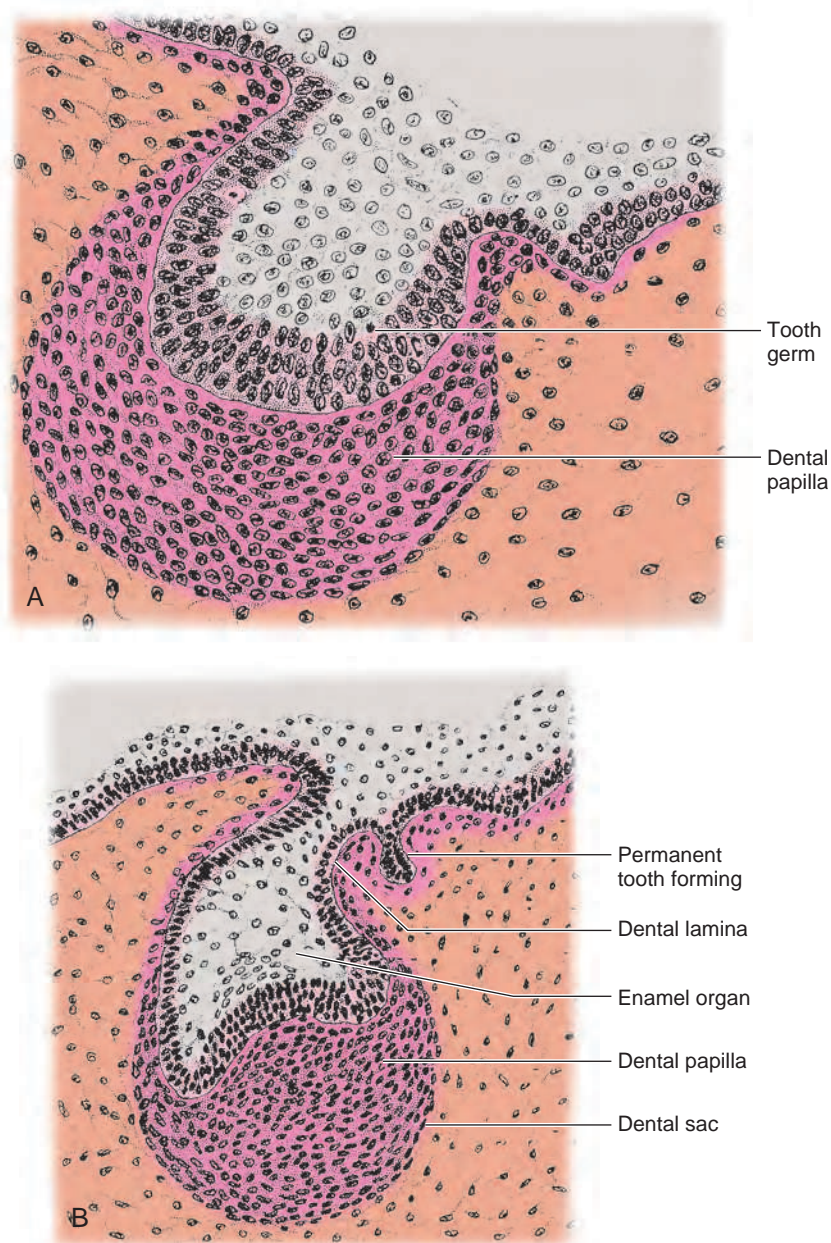 Tooth
germ
Dental
papilla
A
Permanent
tooth forming
Dental lamina
Enamel organ
Dental papilla
Dental sac
B